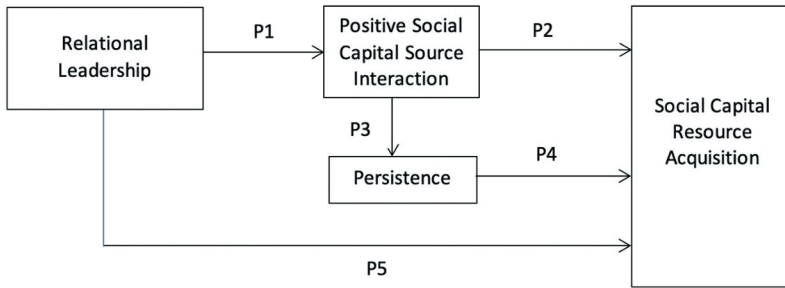 Relational
Leadership
P1
Positive Social
Capital Source
Interaction
P2
P3
Persistence
P4
Social Capital
Resource
Acquisition
P5